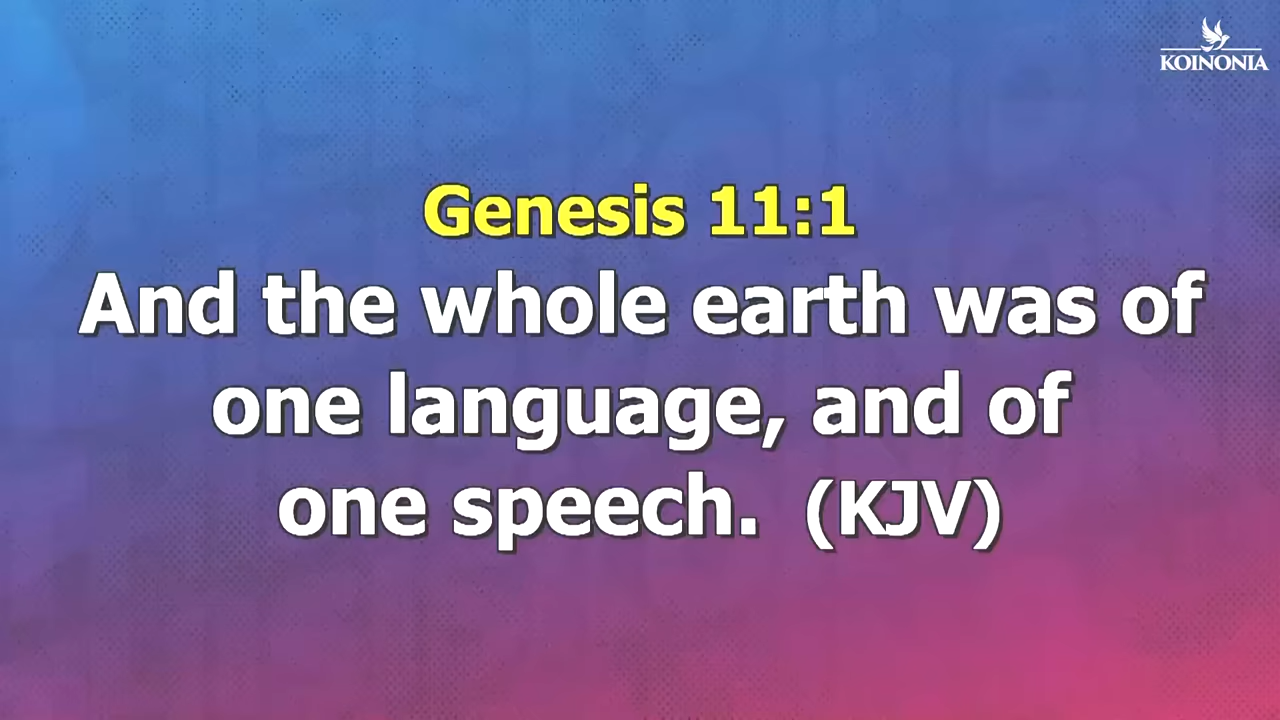 KOINONIA
Genesis 11:1
And the whole earth was of
one language, and of
one speech. (KJV)